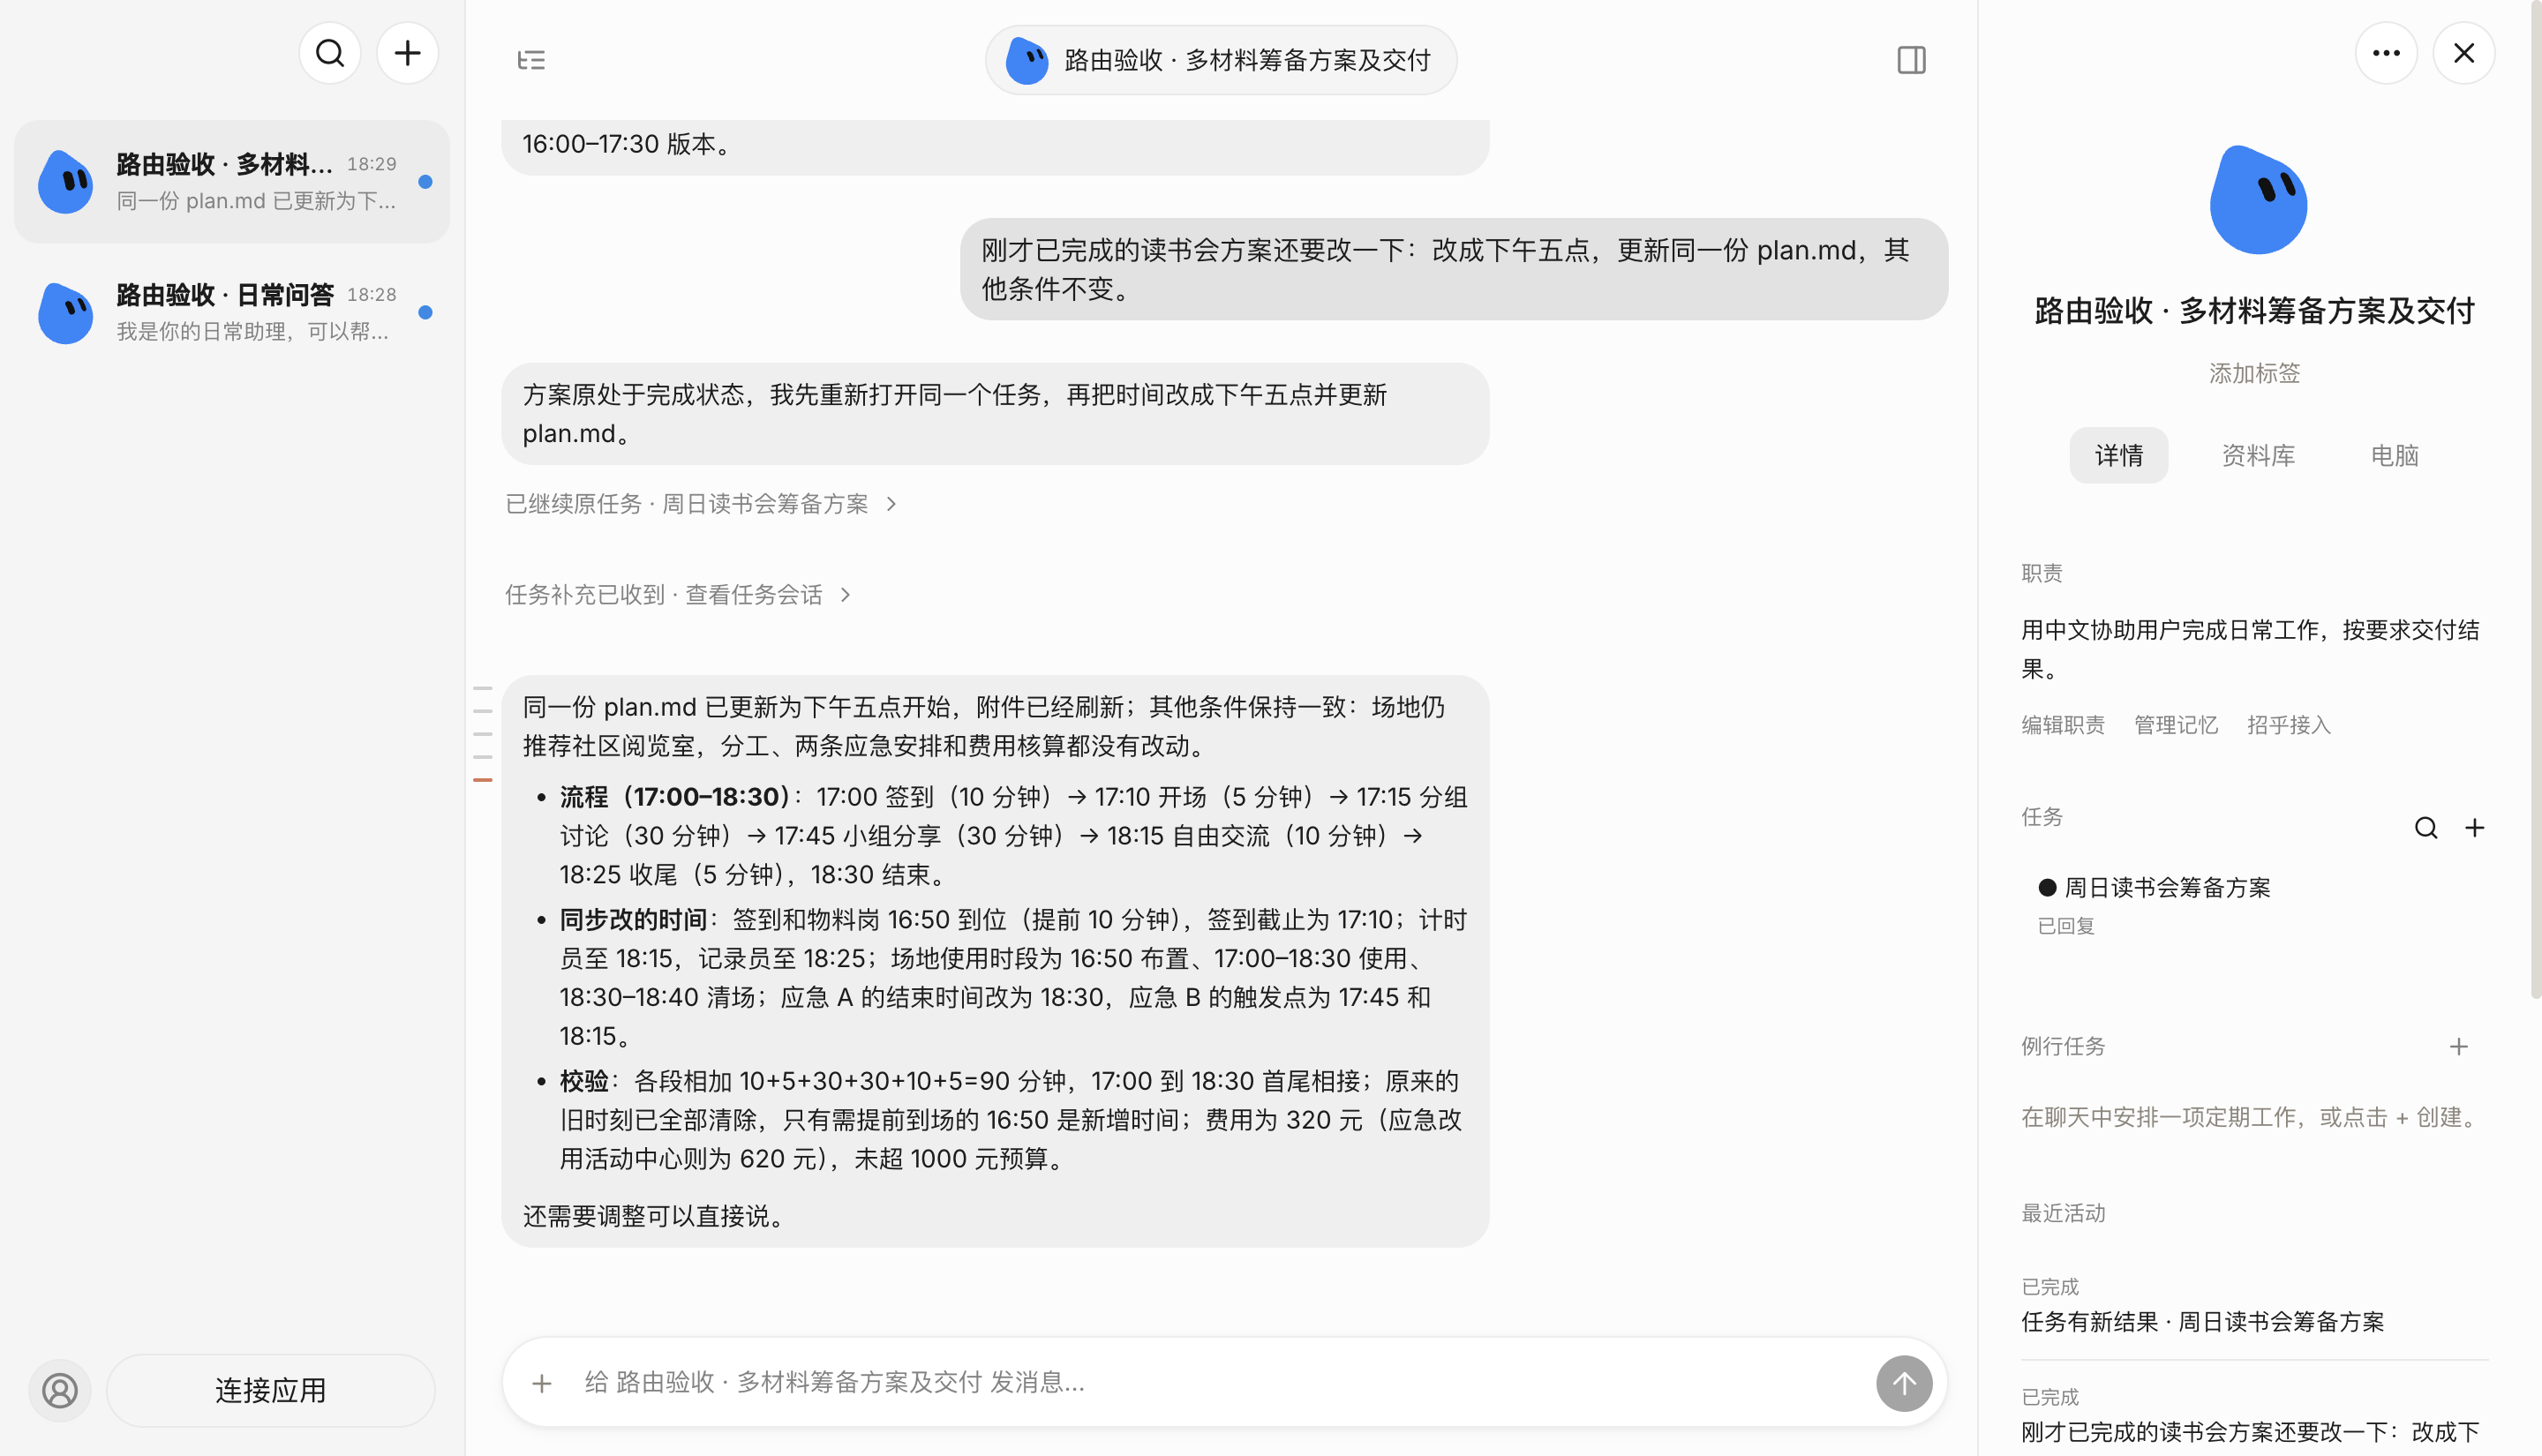 路由验收 · 多材料... 18:29
同一份 plan.md 已更新为下...
路由验收 · 日常问答 18:28
我是你的日常助理，可以帮...
连接应用
路由验收 · 多材料筹备方案及交付
16:00–17:30 版本。
刚才已完成的读书会方案还要改一下：改成下午五点，更新同一份 plan.md，其
他条件不变。
方案原处于完成状态，我先重新打开同一个任务，再把时间改成下午五点并更新
plan.md。
已继续原任务 · 周日读书会筹备方案
任务补充已收到 · 查看任务会话
同一份 plan.md 已更新为下午五点开始，附件已经刷新；其他条件保持一致：场地仍
推荐社区阅览室，分工、两条应急安排和费用核算都没有改动。
• 流程（17:00–18:30）：17:00 签到（10 分钟）→ 17:10 开场（5 分钟）→ 17:15 分组
讨论（30 分钟）→ 17:45 小组分享（30 分钟）→ 18:15 自由交流（10 分钟）→
18:25 收尾（5 分钟），18:30 结束。
• 同步改的时间：签到和物料岗 16:50 到位（提前 10 分钟），签到截止为 17:10；计时
员至 18:15，记录员至 18:25；场地使用时段为 16:50 布置、17:00–18:30 使用、
18:30–18:40 清场；应急 A 的结束时间改为 18:30，应急 B 的触发点为 17:45 和
18:15。
• 校验：各段相加 10+5+30+30+10+5=90 分钟，17:00 到 18:30 首尾相接；原来的
旧时刻已全部清除，只有需提前到场的 16:50 是新增时间；费用为 320 元（应急改
用活动中心则为 620 元），未超 1000 元预算。
还需要调整可以直接说。
给 路由验收 · 多材料筹备方案及交付 发消息...
路由验收 · 多材料筹备方案及交付
添加标签
详情 资料库 电脑
职责
用中文协助用户完成日常工作，按要求交付结
果。
编辑职责 管理记忆 招乎接入
任务
周日读书会筹备方案
已回复
例行任务
在聊天中安排一项定期工作，或点击 + 创建。
最近活动
已完成
任务有新结果 · 周日读书会筹备方案
已完成
刚才已完成的读书会方案还要改一下：改成下